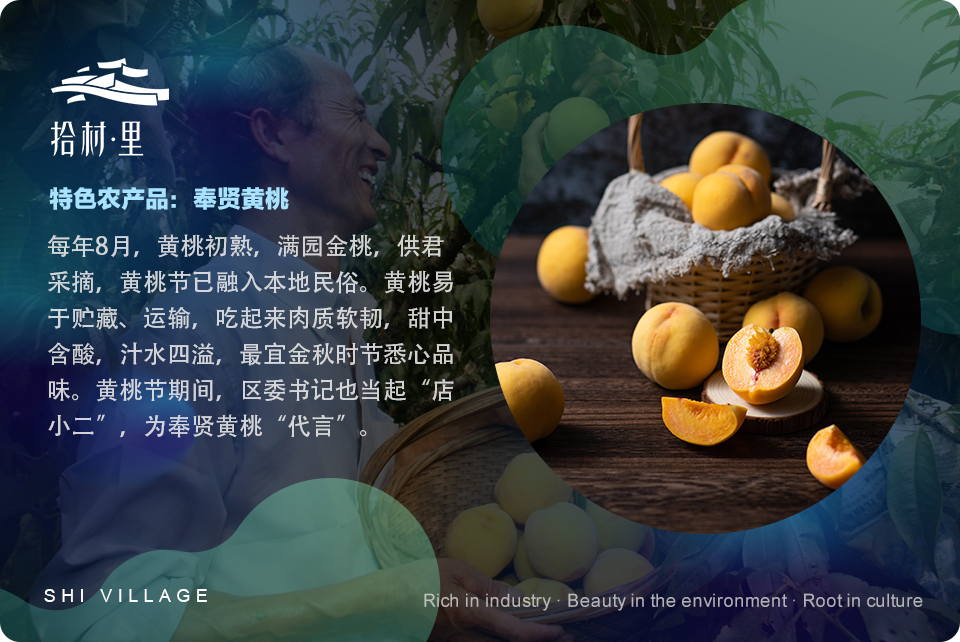 拾村·里
特色农产品：奉贤黄桃
每年8月，黄桃初熟，满园金桃，供君
采摘，黄桃节已融入本地民俗。黄桃易
于贮藏、运输，吃起来肉质软韧，甜中
含酸，汁水四溢，最宜金秋时节悉心品
味。黄桃节期间，区委书记也当起“店
小二”，为奉贤黄桃“代言”。
SHI VILLAGE
Rich in industry · Beauty in the environment · Root in culture